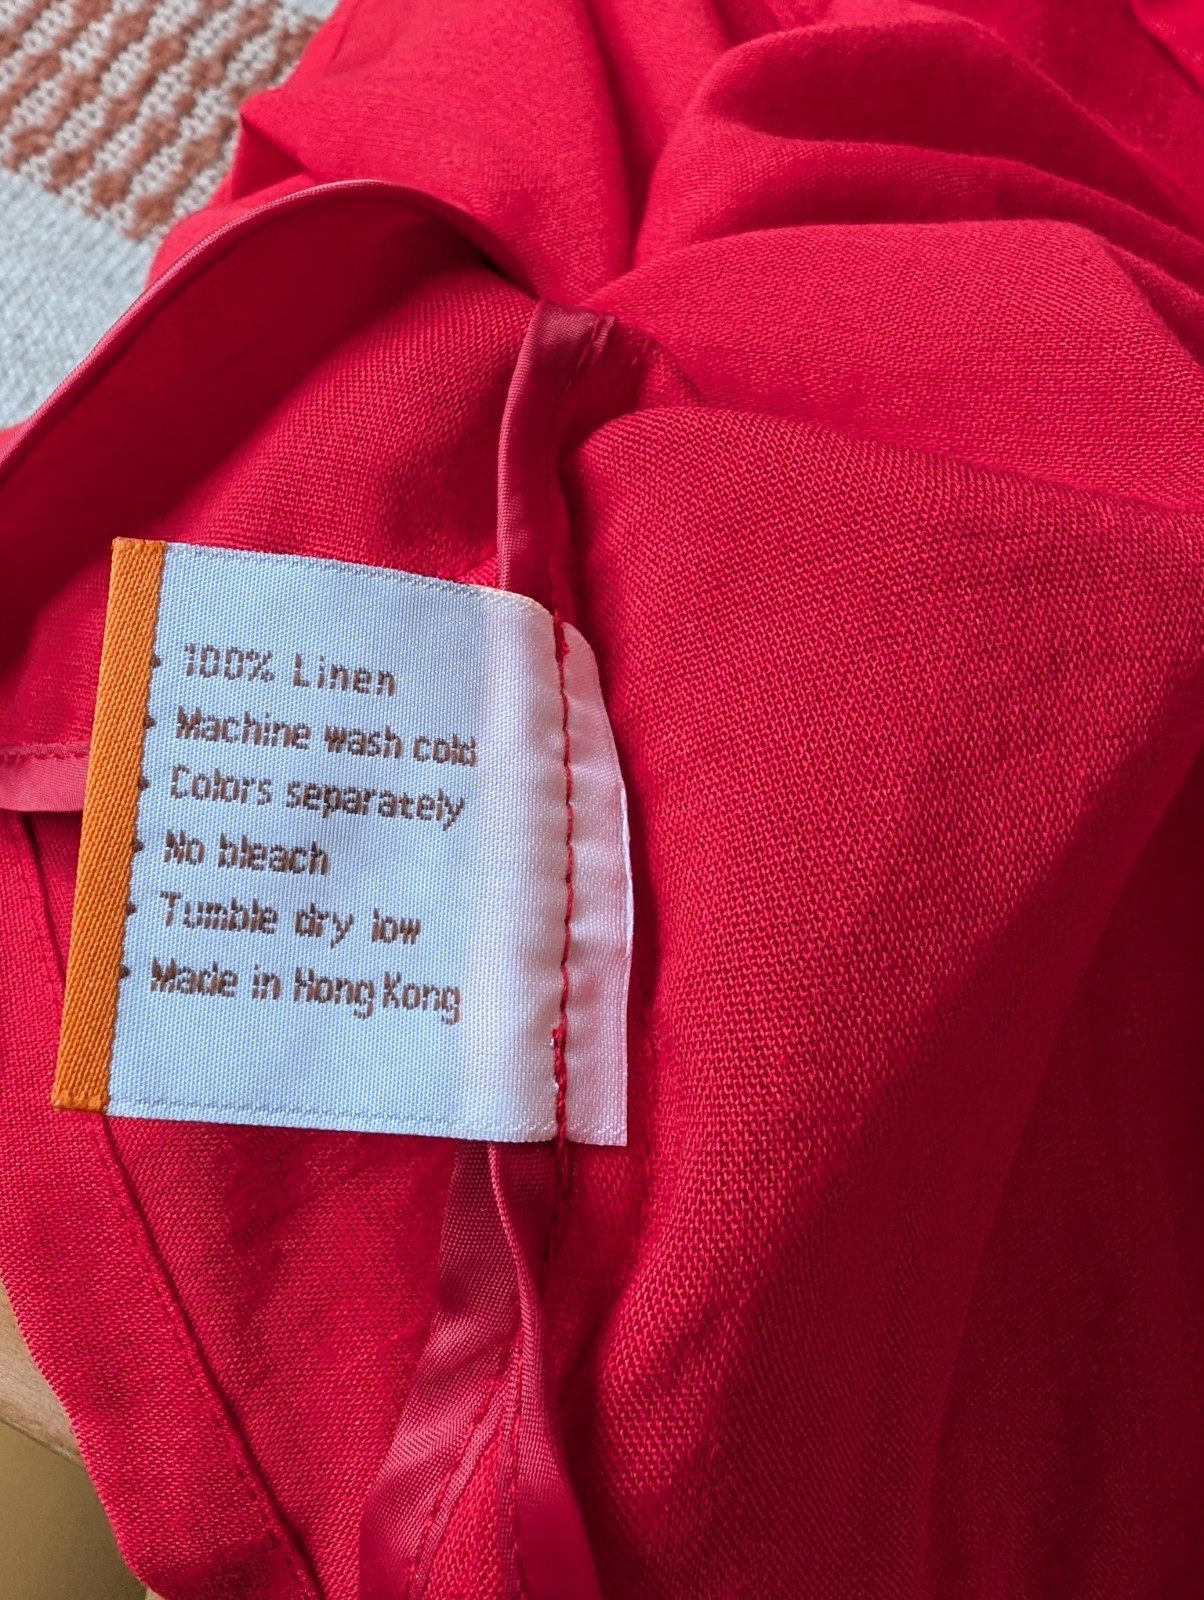 100% Linen
Machine wash cold
Colors separately
No bleach
Tumble dry low
Made in Hong Kong